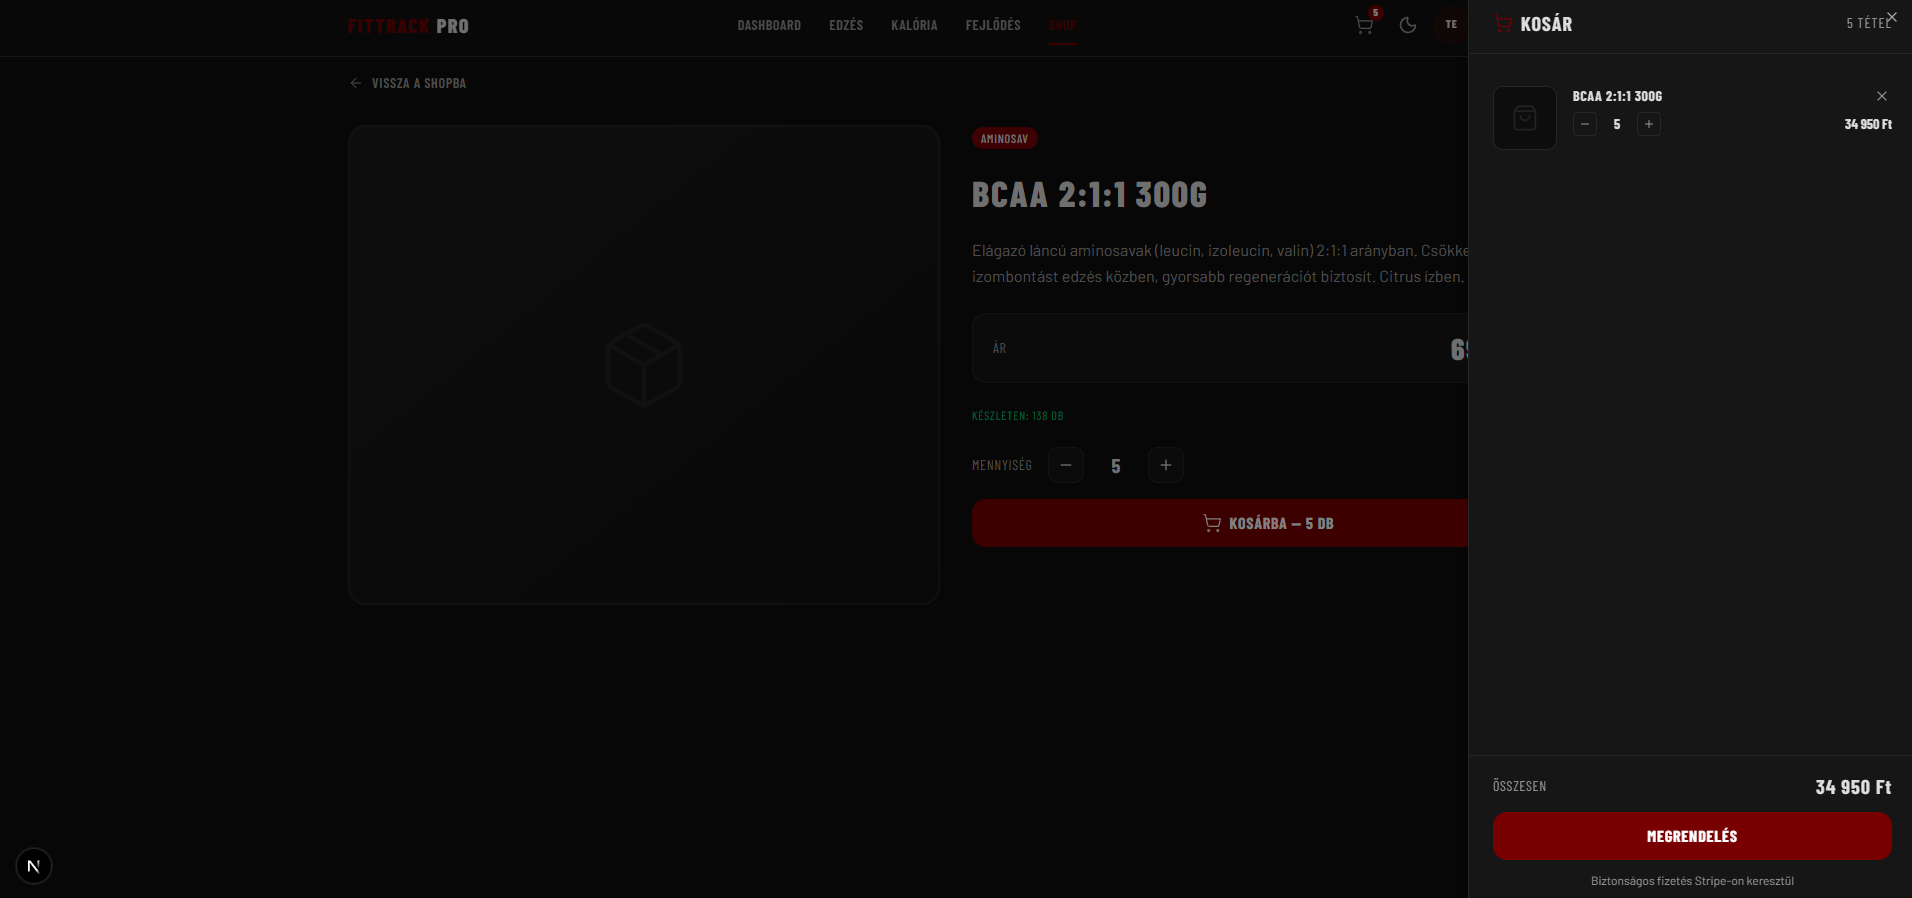 FITTRACK PRO
DASHBOARD
EDZÉS
KALÓRIA
FEJLŐDÉS
SHOP
5
TE
VISSZA A SHOPBA
AMINOSAV
BCAA 2:1:1 300G
Elágazó láncú aminosavak (leucin, izoleucin, valin) 2:1:1 arányban. Csökke
izombontást edzés közben, gyorsabb regenerációt biztosít. Citrus ízben.
ÁR
KÉSZLETEN: 138 DB
MENNYISÉG
5
KOSÁRBA – 5 DB
KOSÁR
5 TÉTEL
BCAA 2:1:1 300G
5
34 950 Ft
ÖSSZESEN
34 950 Ft
MEGRENDELÉS
Biztonságos fizetés Stripe-on keresztül
N